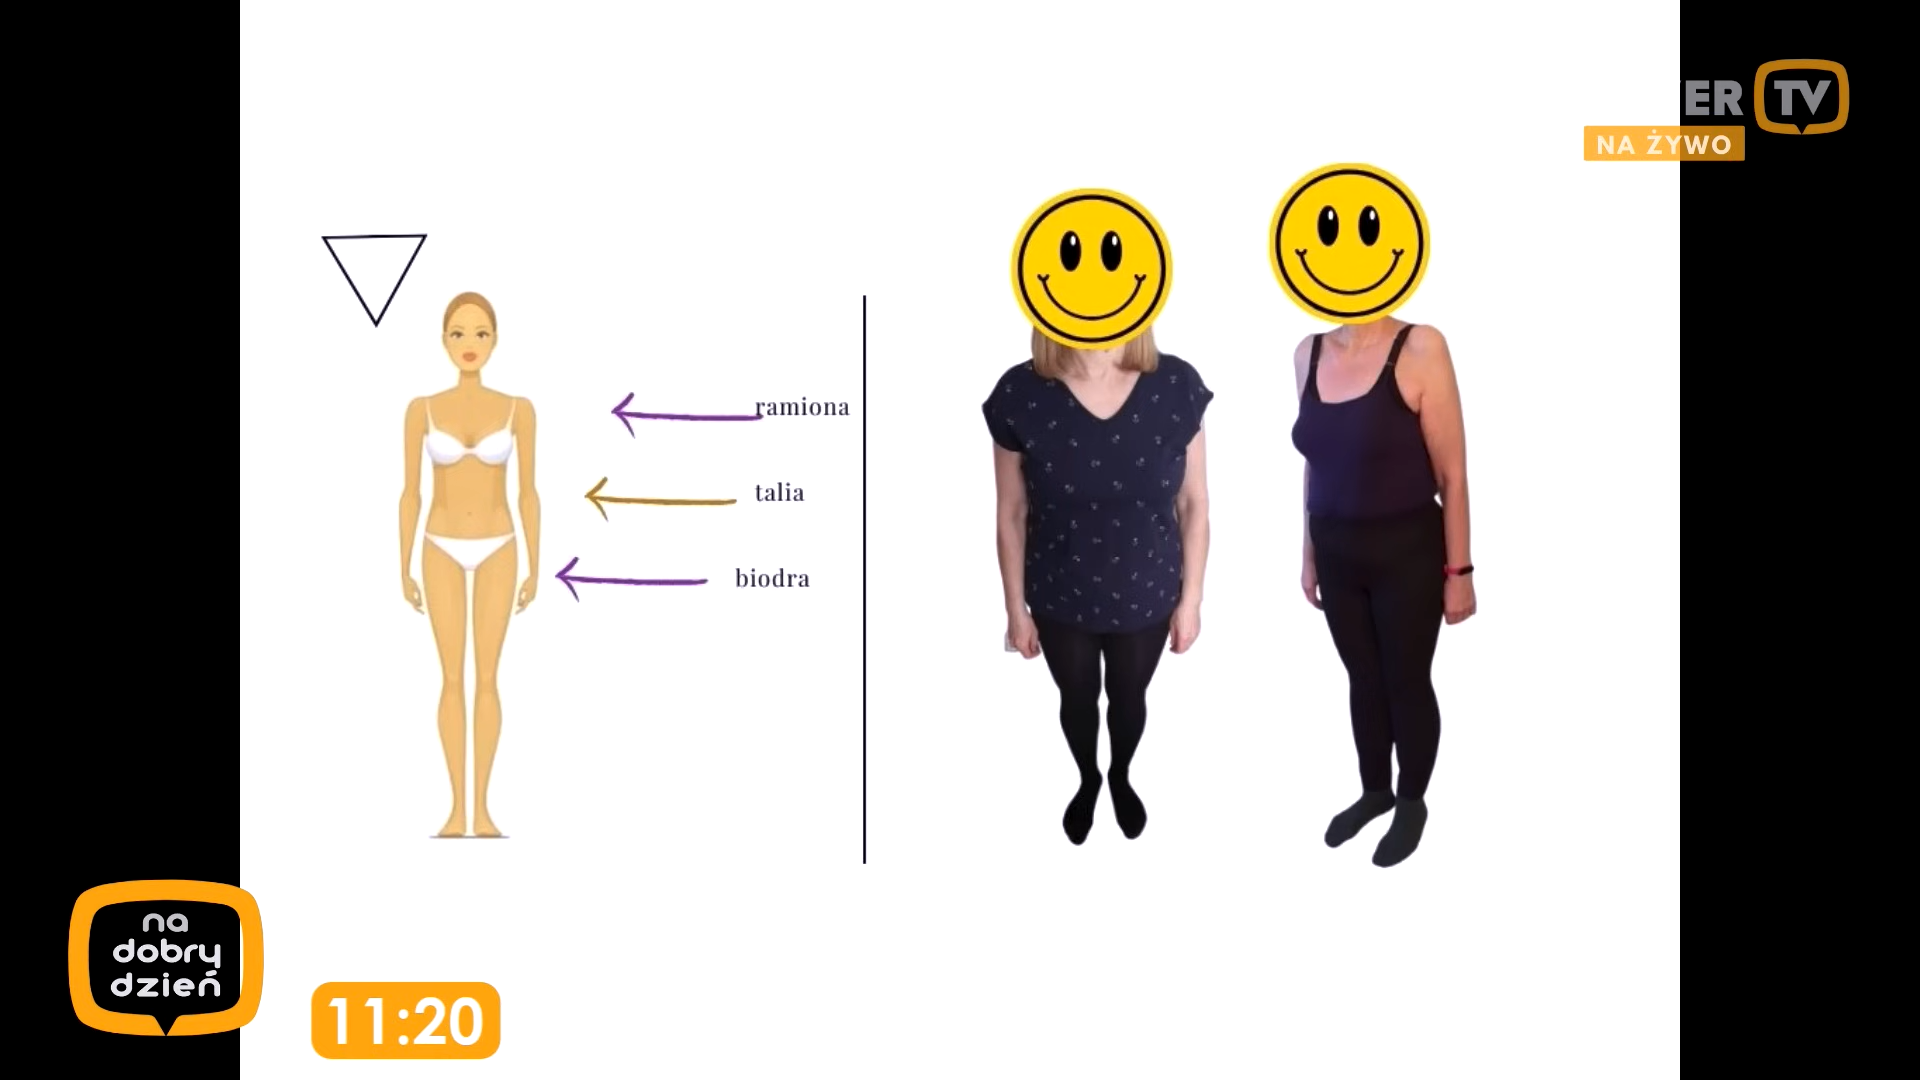 ER TV
NA ŻYWO
ramiona
talia
biodra
na
dobry
dzień
11:20